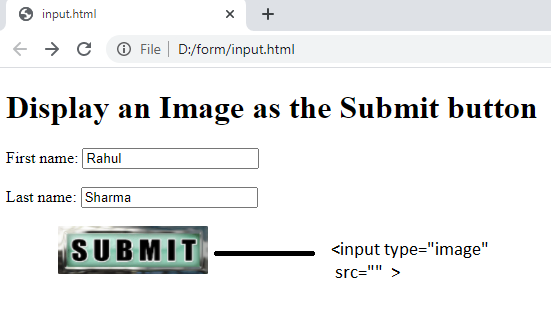 input.html
File | D:/form/input.html
Display an Image as the Submit button
First name: Rahul
Last name: Sharma
SUBMIT
<input type="image"
src="" >